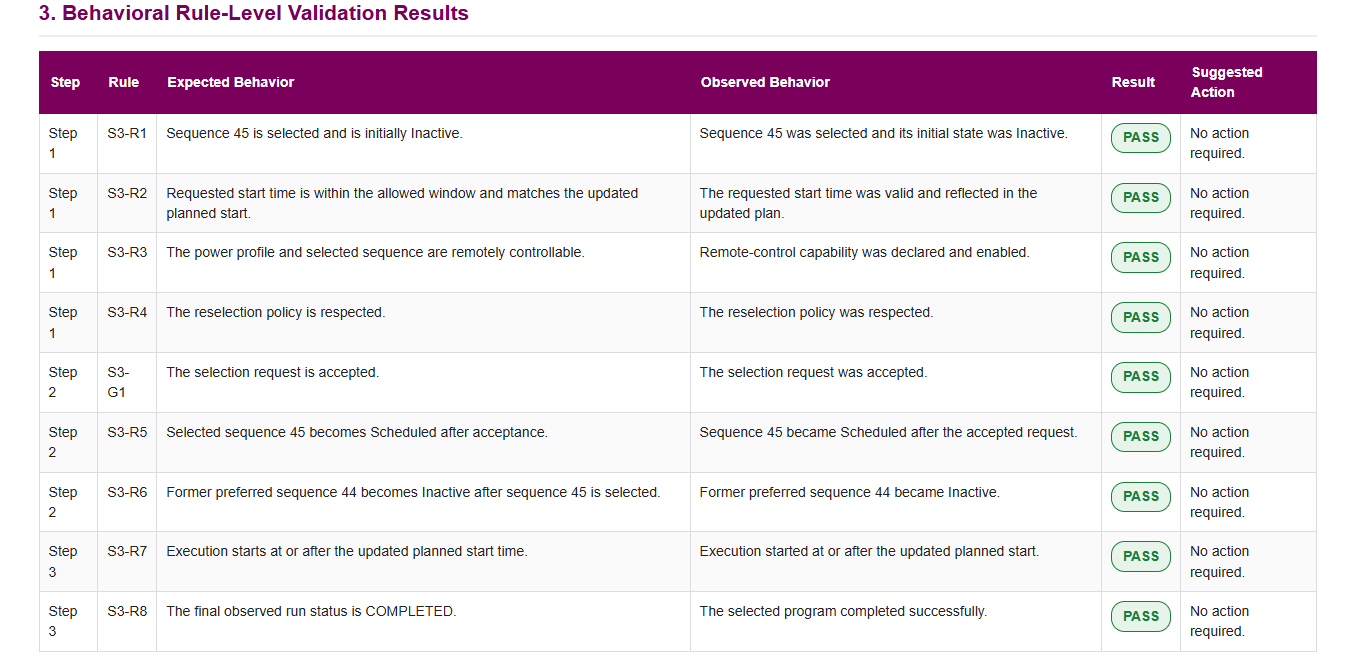 3. Behavioral Rule-Level Validation Results
Step Rule Expected Behavior Observed Behavior Result Suggested
Action
Step S3-R1 Sequence 45 is selected and is initially Inactive. Sequence 45 was selected and its initial state was Inactive. PASS No action
1 required.
Step S3-R2 Requested start time is within the allowed window and matches the updated The requested start time was valid and reflected in the PASS No action
1 planned start. updated plan. required.
Step S3-R3 The power profile and selected sequence are remotely controllable. Remote-control capability was declared and enabled. PASS No action
1 required.
Step S3-R4 The reselection policy is respected. The reselection policy was respected. PASS No action
1 required.
Step S3- The selection request is accepted. The selection request was accepted. PASS No action
2 G1 required.
Step S3-R5 Selected sequence 45 becomes Scheduled after acceptance. Sequence 45 became Scheduled after the accepted request. PASS No action
2 required.
Step S3-R6 Former preferred sequence 44 becomes Inactive after sequence 45 is selected. Former preferred sequence 44 became Inactive. PASS No action
2 required.
Step S3-R7 Execution starts at or after the updated planned start time. Execution started at or after the updated planned start. PASS No action
3 required.
Step S3-R8 The final observed run status is COMPLETED. The selected program completed successfully. PASS No action
3 required.